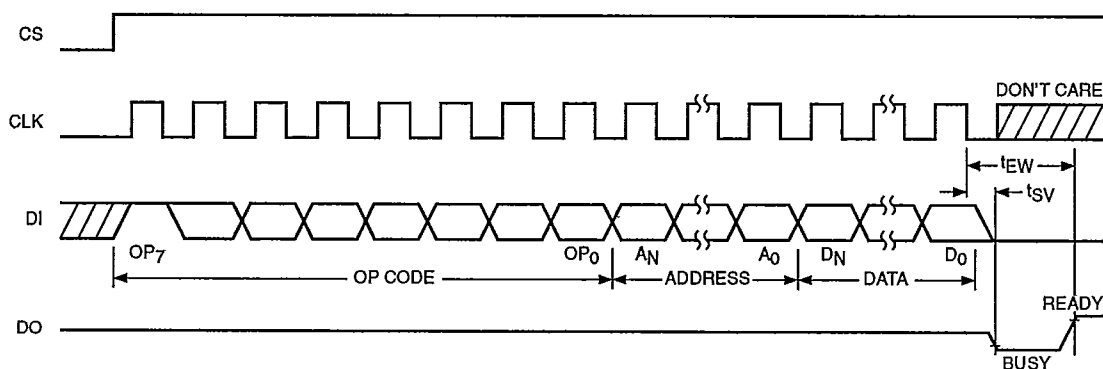 CS
CLK
DON'T CARE
tEW
tSV
DI
OP7
OP0
AN
A0
DN
D0
OP CODE
ADDRESS
DATA
READY
DO
BUSY